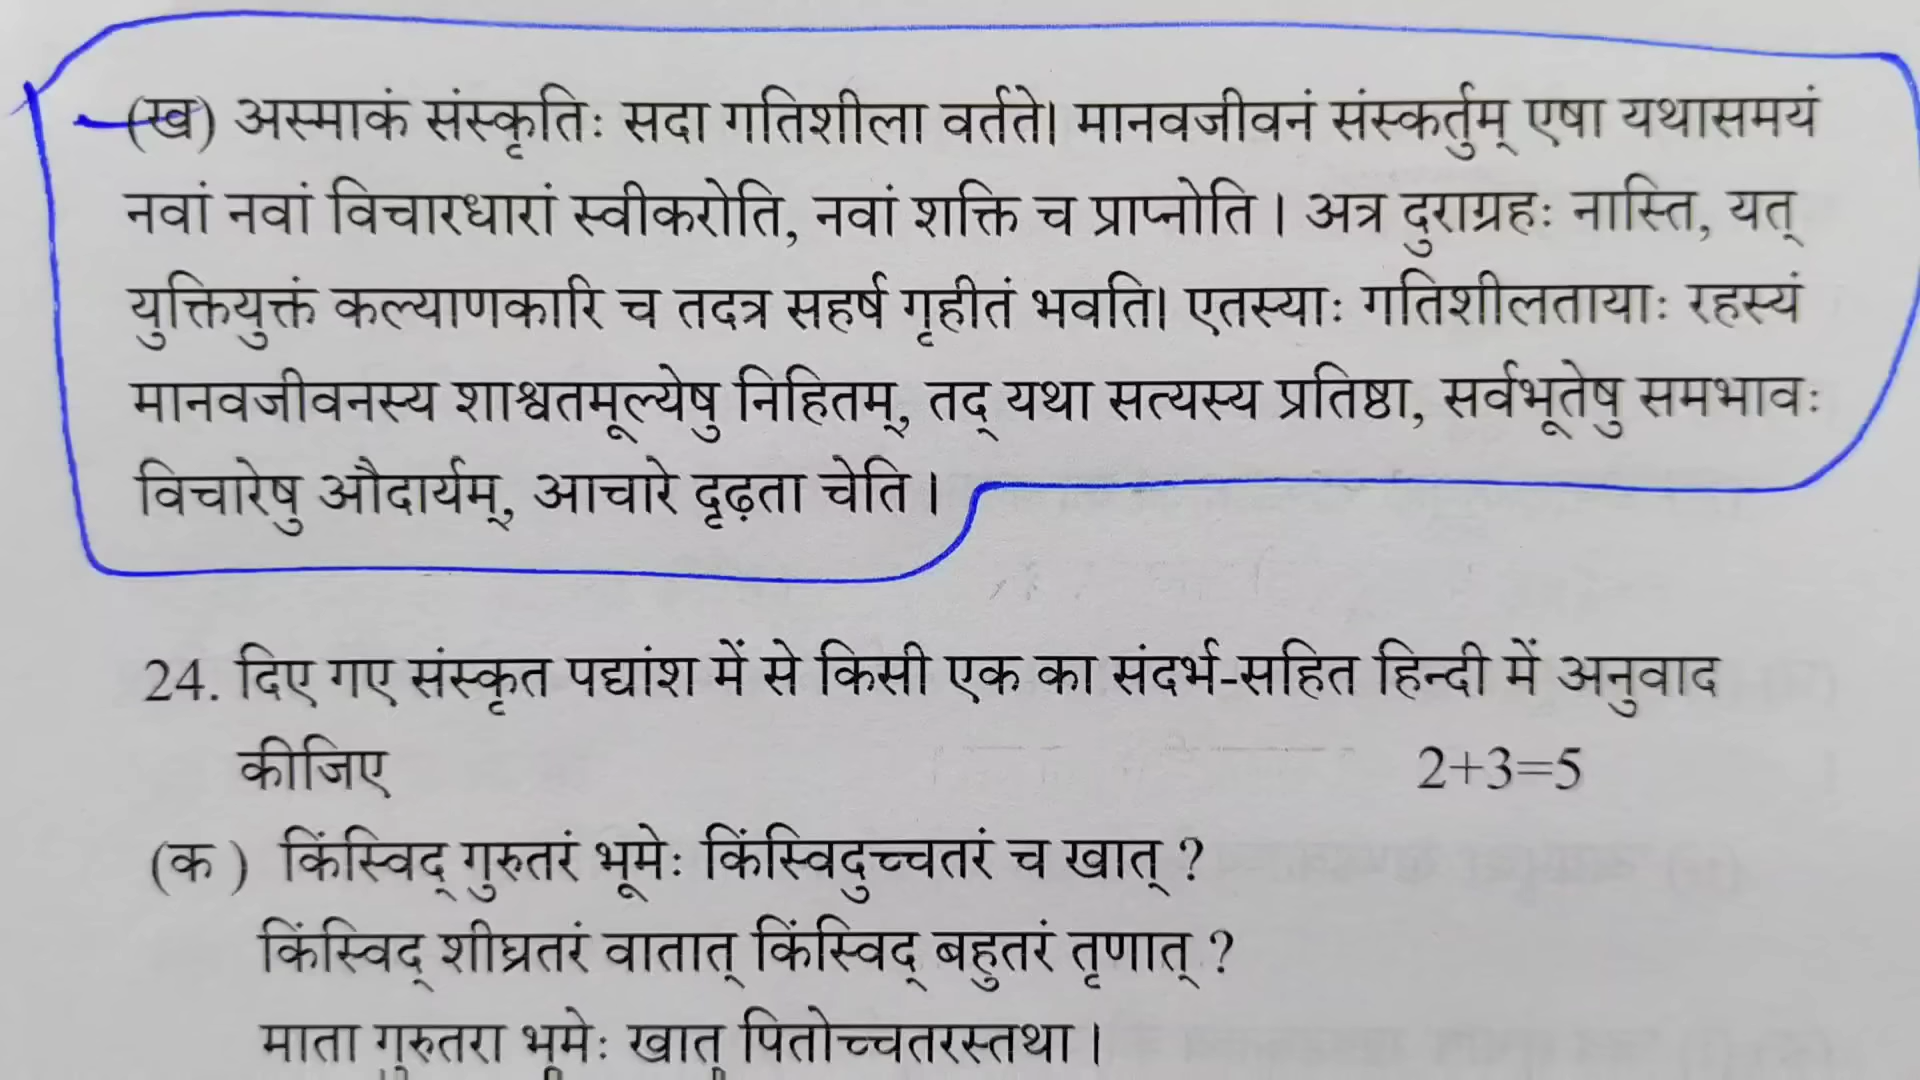 (ख) अस्माकं संस्कृतिः सदा गतिशीला वर्तते। मानवजीवनं संस्कर्तुम् एषा यथासमयं
नवां नवां विचारधारां स्वीकरोति, नवां शक्ति च प्राप्नोति । अत्र दुराग्रहः नास्ति, यत्
युक्तियुक्तं कल्याणकारि च तदत्र सहर्ष गृहीतं भवति। एतस्याः गतिशीलतायाः रहस्यं
मानवजीवनस्य शाश्वतमूल्येषु निहितम्, तद् यथा सत्यस्य प्रतिष्ठा, सर्वभूतेषु समभावः
विचारेषु औदार्यम्, आचारे दृढ़ता चेति ।
24. दिए गए संस्कृत पद्यांश में से किसी एक का संदर्भ-सहित हिन्दी में अनुवाद
कीजिए 2+3=5
(क ) किंस्विद् गुरुतरं भूमेः किंस्विदुच्चतरं च खात् ?
किंस्विद् शीघ्रतरं वातात् किंस्विद् बहुतरं तृणात् ?
माता गुरुतरा भूमेः खात् पितोच्चतरस्तथा ।